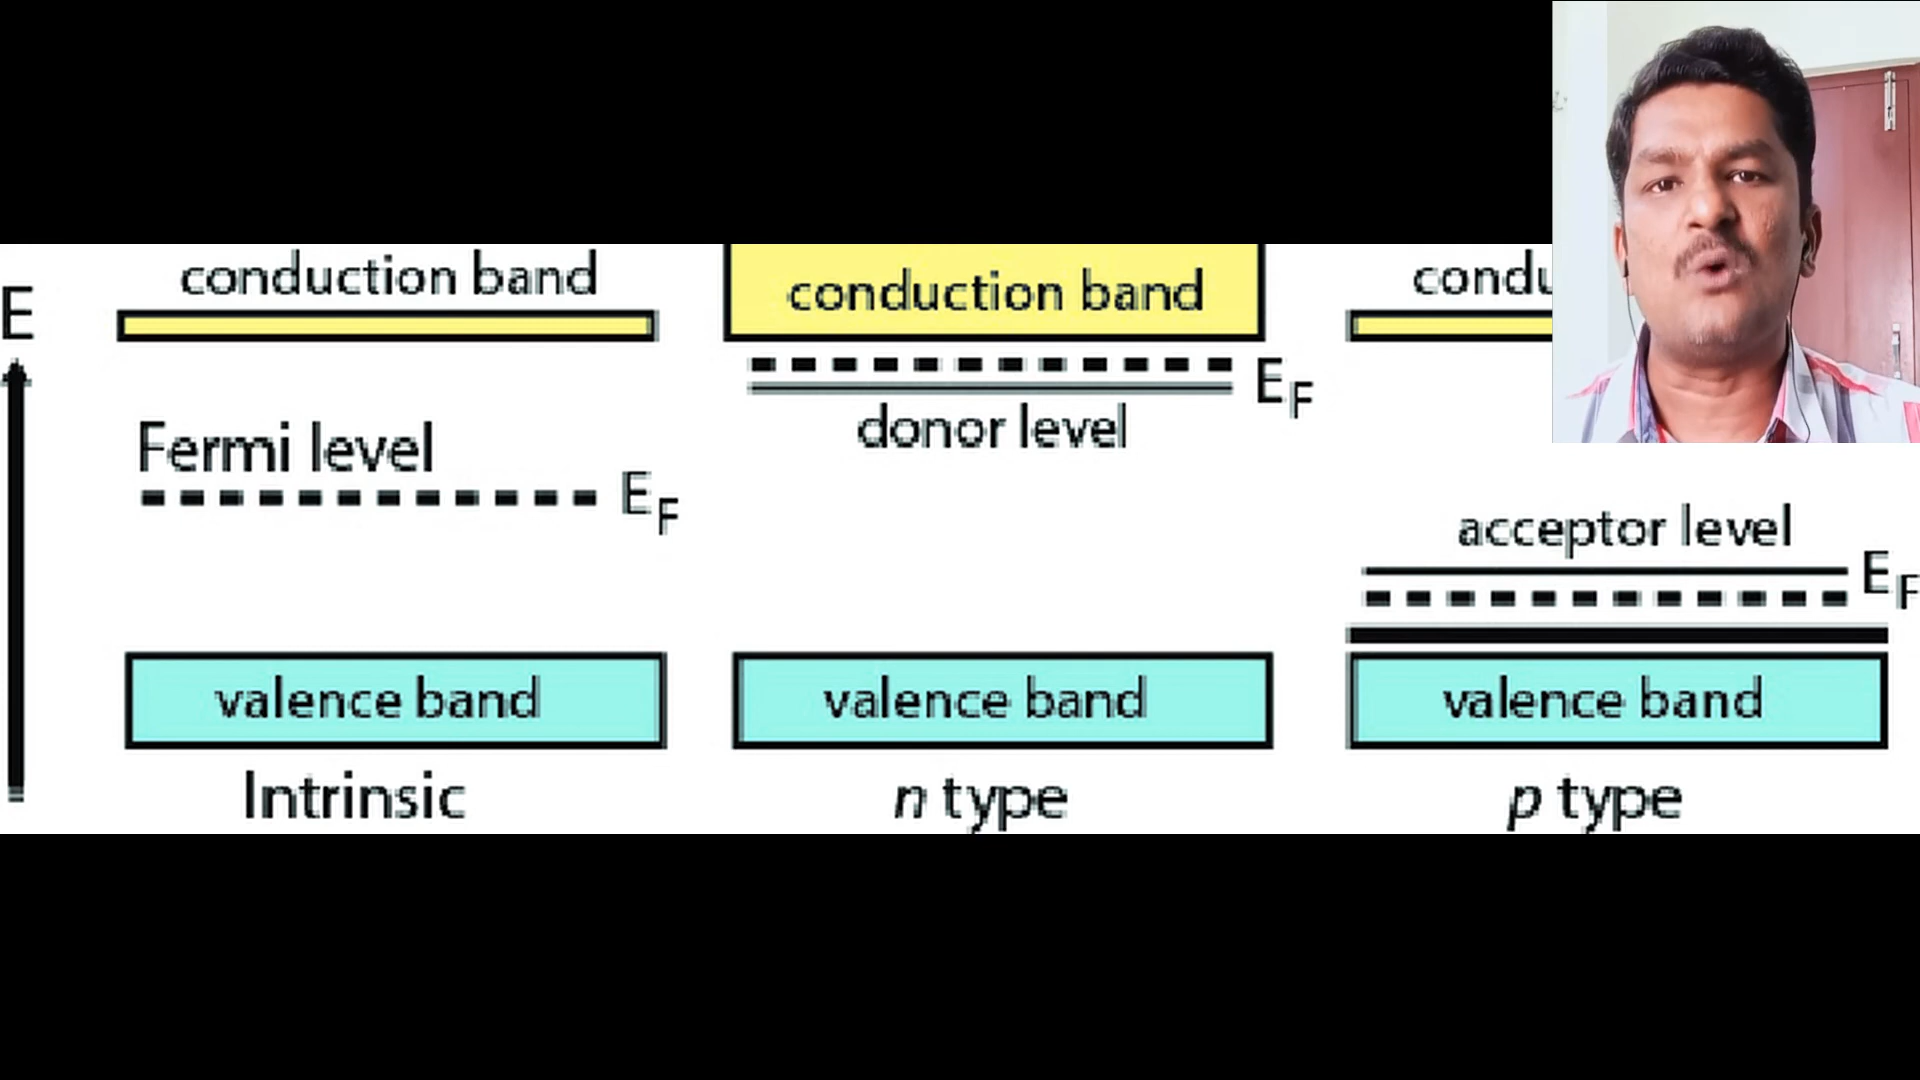 E
conduction band
Fermi level
E_F
valence band
Intrinsic
conduction band
E_F
donor level
valence band
n type
condu
acceptor level
E_F
valence band
p type